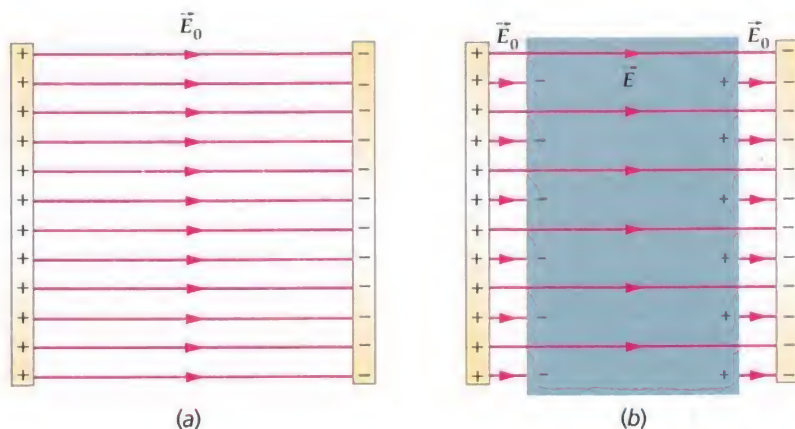 E⃗₀
E⃗₀ E⃗₀
E⃗
+ + + + + + + + + + + +
− − − − − − − − − − − −
+ + + + + + + + + + + +
− − − − − −
+ + + + + +
− − − − − − − − − − − −
(a) (b)